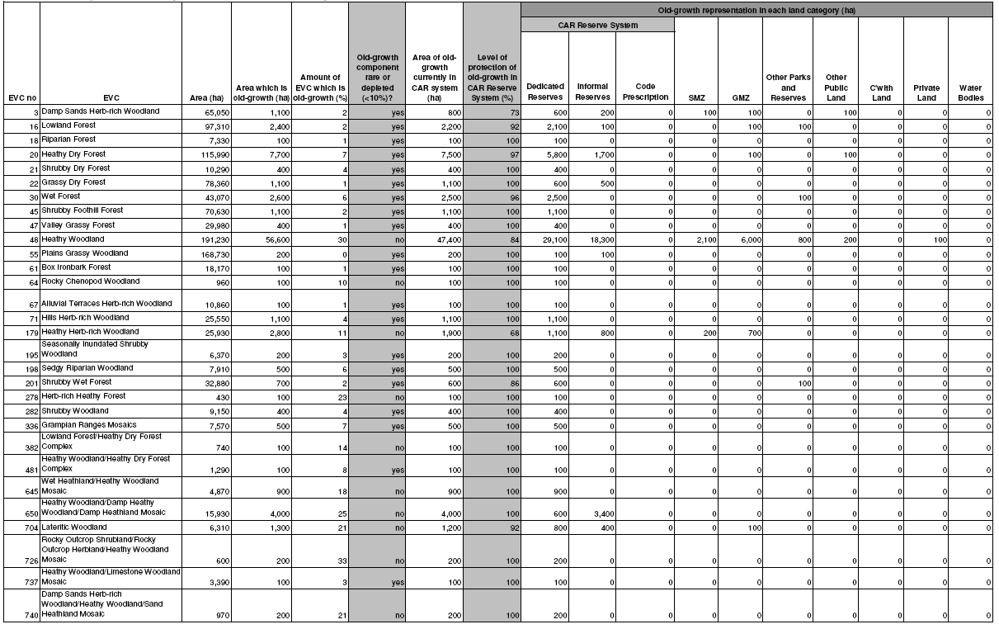 Old-growth representation in each land category (ha)
CAR Reserve System
EVC no EVC Area (ha) Area which is old-growth (ha) Amount of EVC which is old-growth (%) Old-growth component rare or depleted (<10%)? Area of old-growth currently in CAR system (ha) Level of protection of old-growth in CAR Reserve System (%) Dedicated Reserves Informal Reserves Code Prescription SMZ GMZ Other Parks and Reserves Other Public Land C'wlth Land Private Land Water Bodies
3 Damp Sands Herb-rich Woodland 65,050 1,100 2 yes 800 73 600 200 0 100 100 0 100 0 0 0
16 Lowland Forest 97,310 2,400 2 yes 2,200 92 2,100 100 0 0 100 100 0 0 0 0
18 Riparian Forest 7,330 100 1 yes 100 100 100 0 0 0 0 0 0 0 0 0
20 Heathy Dry Forest 115,990 7,700 7 yes 7,500 97 5,800 1,700 0 0 100 0 100 0 0 0
21 Shrubby Dry Forest 10,290 400 4 yes 400 100 400 0 0 0 0 0 0 0 0 0
22 Grassy Dry Forest 78,360 1,100 1 yes 1,100 100 600 500 0 0 0 0 0 0 0 0
30 Wet Forest 43,070 2,600 6 yes 2,500 96 2,500 0 0 0 0 100 0 0 0 0
45 Shrubby Foothill Forest 70,630 1,100 2 yes 1,100 100 1,100 0 0 0 0 0 0 0 0 0
47 Valley Grassy Forest 29,980 400 1 yes 400 100 400 0 0 0 0 0 0 0 0 0
48 Heathy Woodland 191,230 56,600 30 no 47,400 84 29,100 18,300 0 2,100 6,000 800 200 0 100 0
55 Plains Grassy Woodland 168,730 200 0 yes 200 100 100 100 0 0 0 0 0 0 0 0
61 Box Ironbark Forest 18,170 100 1 yes 100 100 100 0 0 0 0 0 0 0 0 0
64 Rocky Chenopod Woodland 960 100 10 no 100 100 100 0 0 0 0 0 0 0 0 0
67 Alluvial Terraces Herb-rich Woodland 10,860 100 1 yes 100 100 100 0 0 0 0 0 0 0 0 0
71 Hills Herb-rich Woodland 25,550 1,100 4 yes 1,100 100 1,100 0 0 0 0 0 0 0 0 0
179 Heathy Herb-rich Woodland 25,930 2,800 11 no 1,900 68 1,100 800 0 200 700 0 0 0 0 0
Seasonally Inundated Shrubby
195 Woodland 6,370 200 3 yes 200 100 200 0 0 0 0 0 0 0 0 0
198 Sedgy Riparian Woodland 7,910 500 6 yes 500 100 500 0 0 0 0 0 0 0 0 0
201 Shrubby Wet Forest 32,880 700 2 yes 600 86 600 0 0 0 0 100 0 0 0 0
278 Herb-rich Heathy Forest 430 100 23 no 100 100 100 0 0 0 0 0 0 0 0 0
282 Shrubby Woodland 9,150 400 4 yes 400 100 400 0 0 0 0 0 0 0 0 0
336 Grampian Ranges Mosaics 7,570 500 7 yes 500 100 500 0 0 0 0 0 0 0 0 0
Lowland Forest/Heathy Dry Forest
382 Complex 740 100 14 no 100 100 100 0 0 0 0 0 0 0 0 0
Heathy Woodland/Heathy Dry Forest
481 Complex 1,290 100 8 yes 100 100 100 0 0 0 0 0 0 0 0 0
Wet Heathland/Heathy Woodland
645 Mosaic 4,870 900 18 no 900 100 900 0 0 0 0 0 0 0 0 0
Heathy Woodland/Damp Heathy
650 Woodland/Damp Heathland Mosaic 15,930 4,000 25 no 4,000 100 600 3,400 0 0 0 0 0 0 0 0
704 Lateritic Woodland 6,310 1,300 21 no 1,200 92 800 400 0 0 100 0 0 0 0 0
Rocky Outcrop Shrubland/Rocky
Outcrop Herbland/Heathy Woodland
726 Mosaic 600 200 33 no 200 100 200 0 0 0 0 0 0 0 0 0
Heathy Woodland/Limestone Woodland
737 Mosaic 3,390 100 3 yes 100 100 100 0 0 0 0 0 0 0 0 0
Damp Sands Herb-rich
Woodland/Heathy Woodland/Sand
740 Heathland Mosaic 970 200 21 no 200 100 200 0 0 0 0 0 0 0 0 0